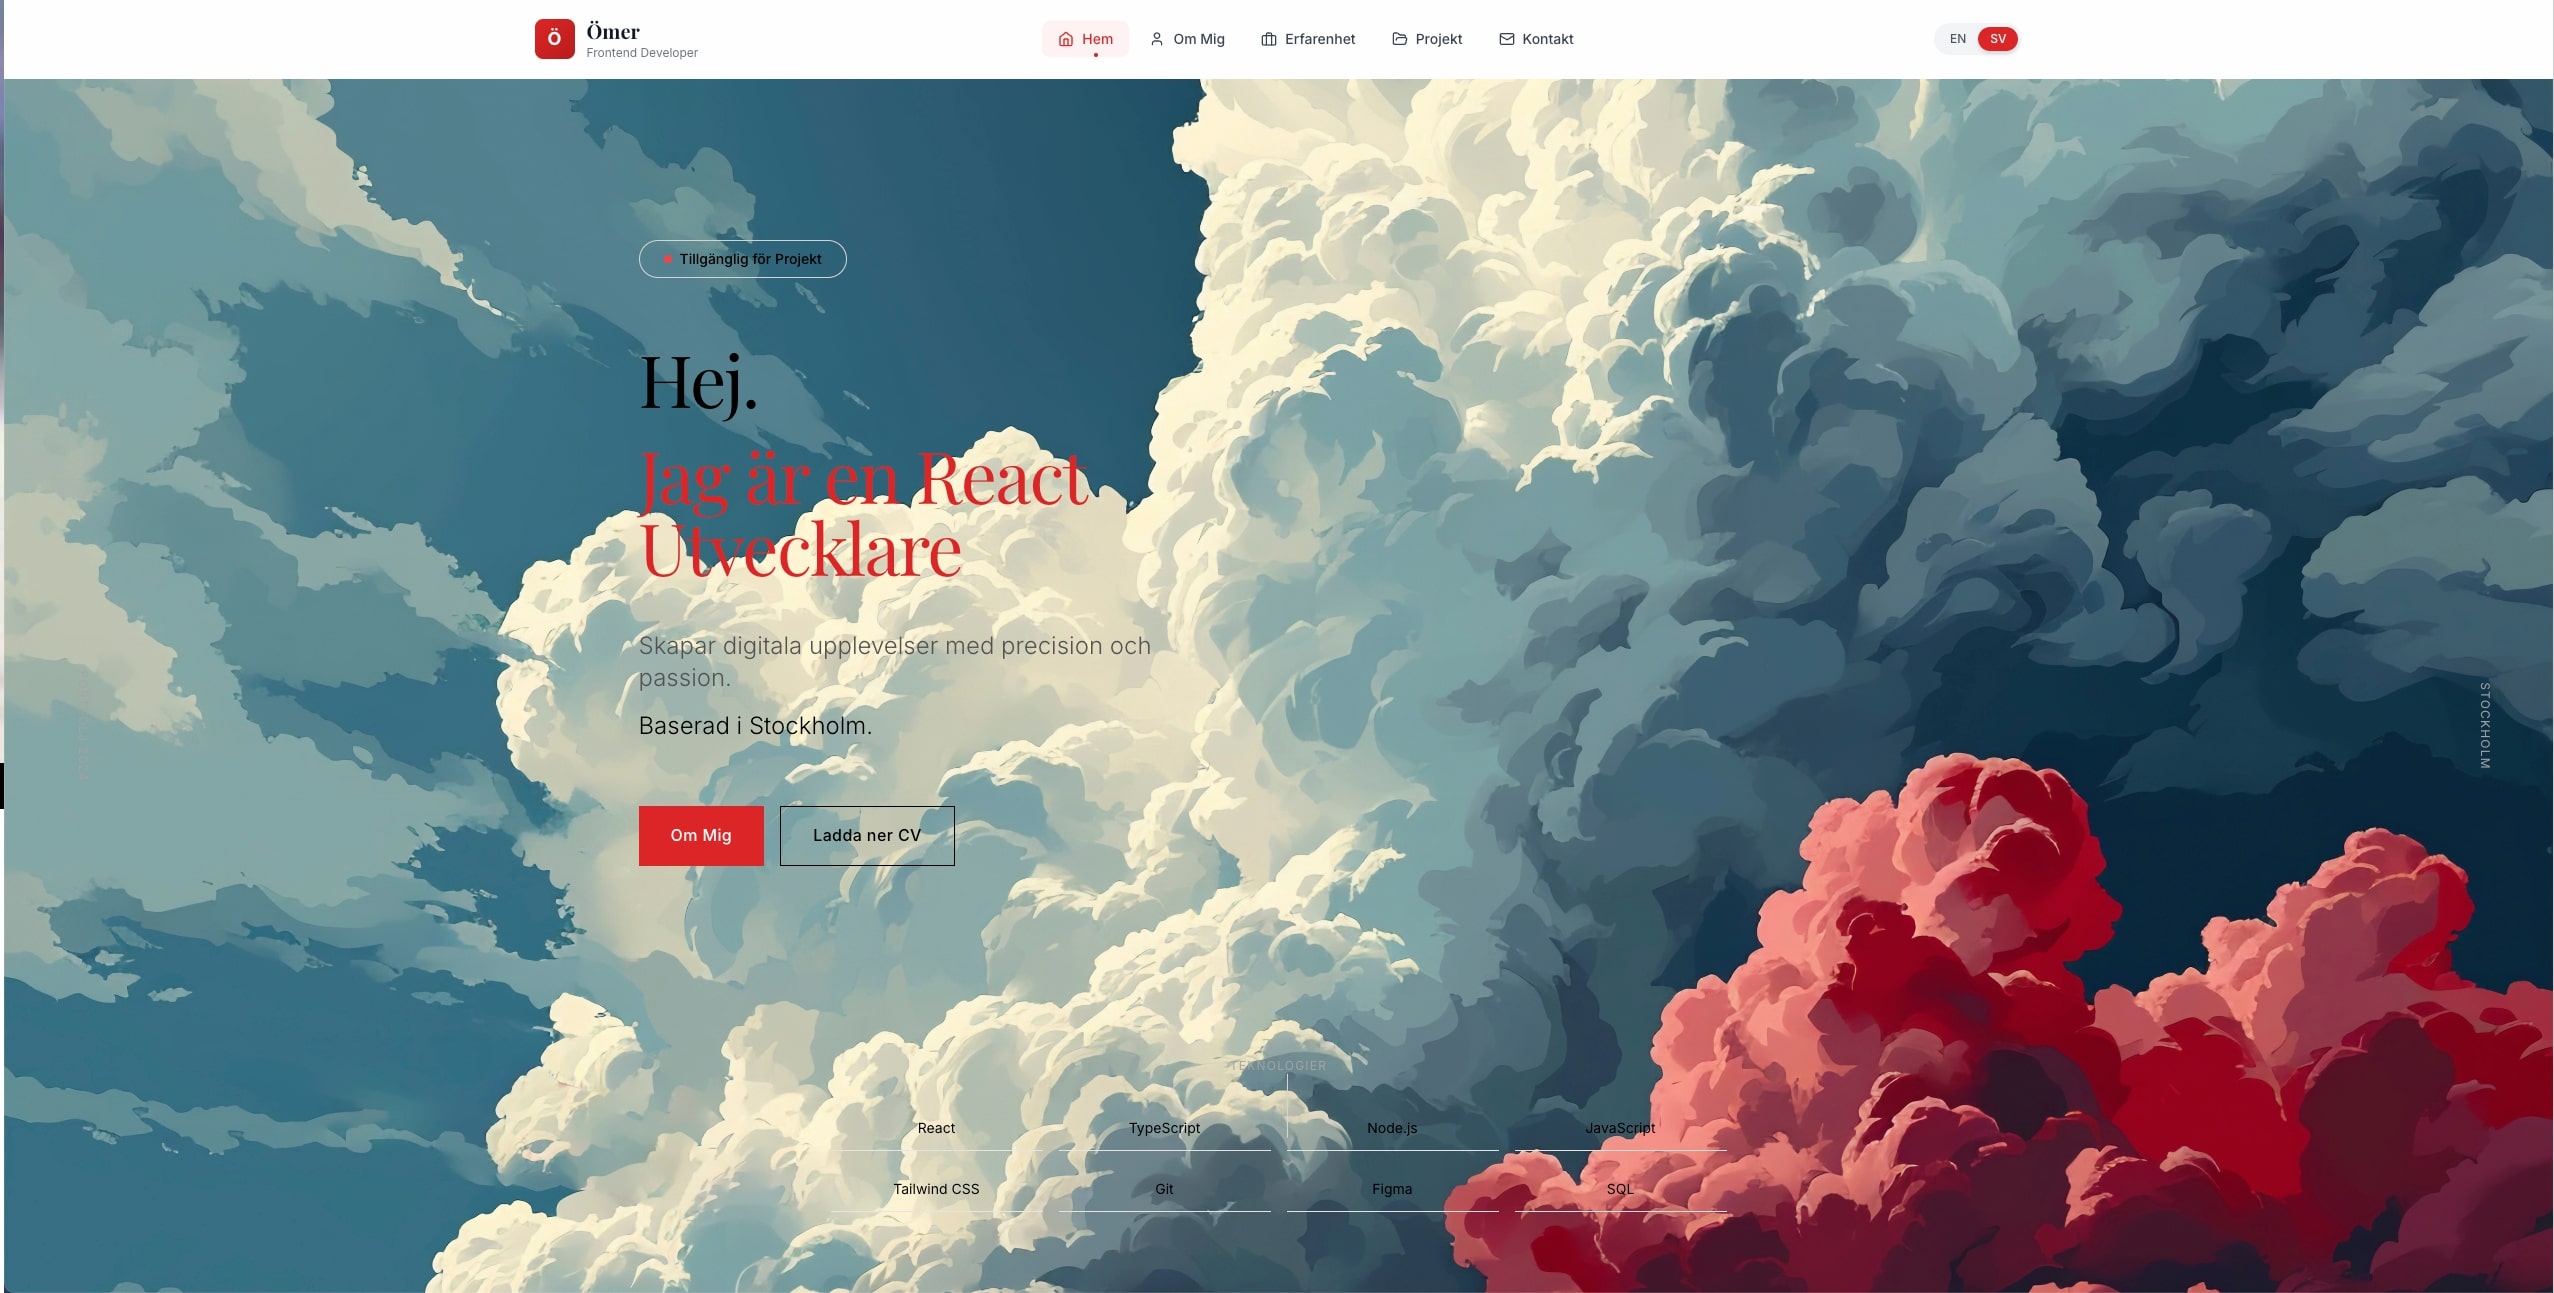 Ö
Ömer
Frontend Developer
Hem
Om Mig
Erfarenhet
Projekt
Kontakt
EN
SV
Tillgänglig för Projekt
Hej.
Jag är en React
Utvecklare
Skapar digitala upplevelser med precision och
passion.
Baserad i Stockholm.
Om Mig
Ladda ner CV
STOCKHOLM
TEKNOLOGIER
React
TypeScript
Node.js
JavaScript
Tailwind CSS
Git
Figma
SQL